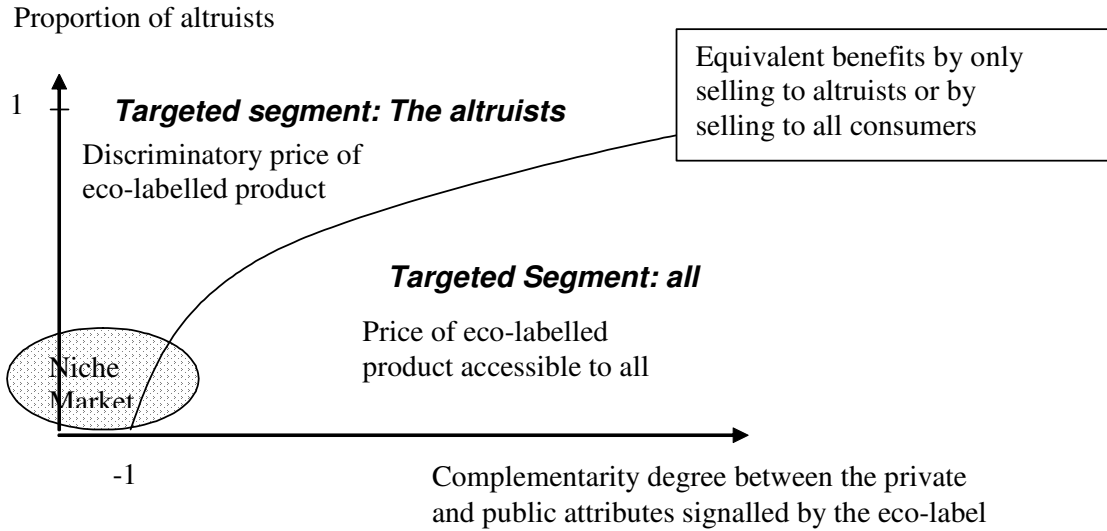 Proportion of altruists
Equivalent benefits by only
selling to altruists or by
selling to all consumers
1
Targeted segment: The altruists
Discriminatory price of
eco-labelled product
Targeted Segment: all
Price of eco-labelled
product accessible to all
Niche
Market
-1
Complementarity degree between the private
and public attributes signalled by the eco-label